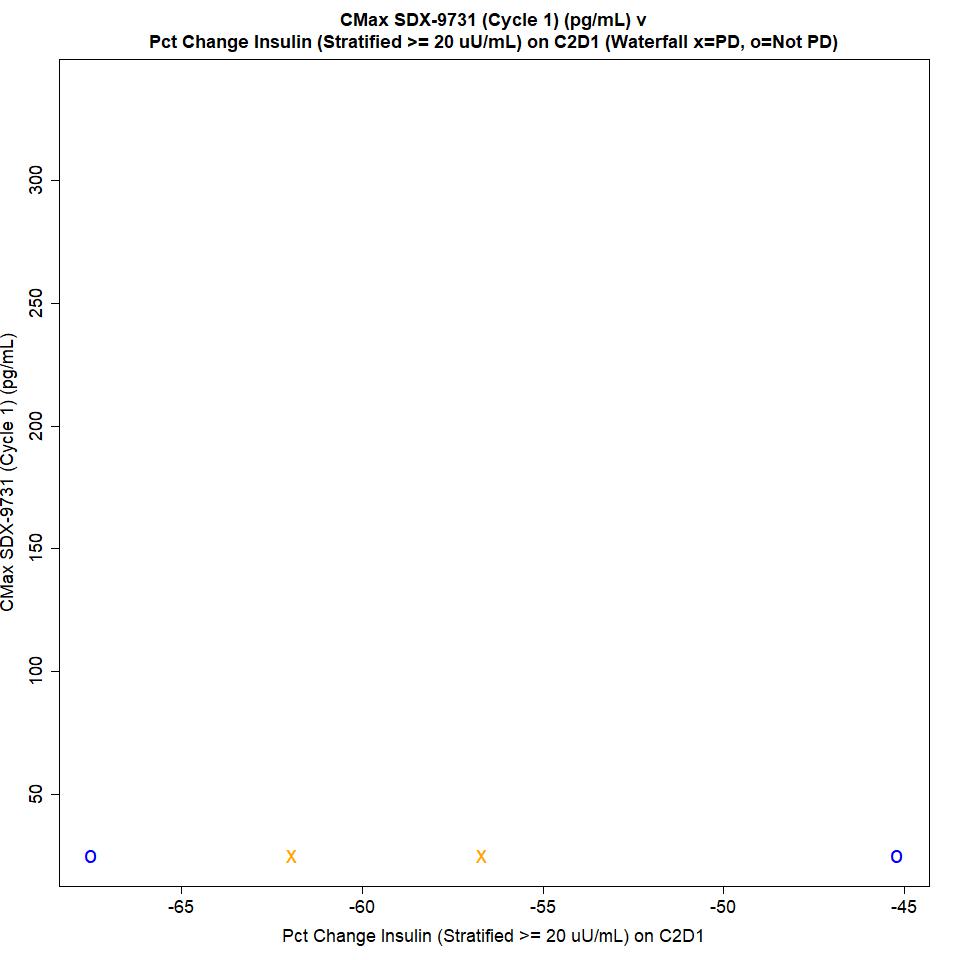 CMax SDX-9731 (Cycle 1) (pg/mL) v
Pct Change Insulin (Stratified >= 20 uU/mL) on C2D1 (Waterfall x=PD, o=Not PD)
CMax SDX-9731 (Cycle 1) (pg/mL)
300
250
200
150
100
50
O X X O
-65 -60 -55 -50 -45
Pct Change Insulin (Stratified >= 20 uU/mL) on C2D1